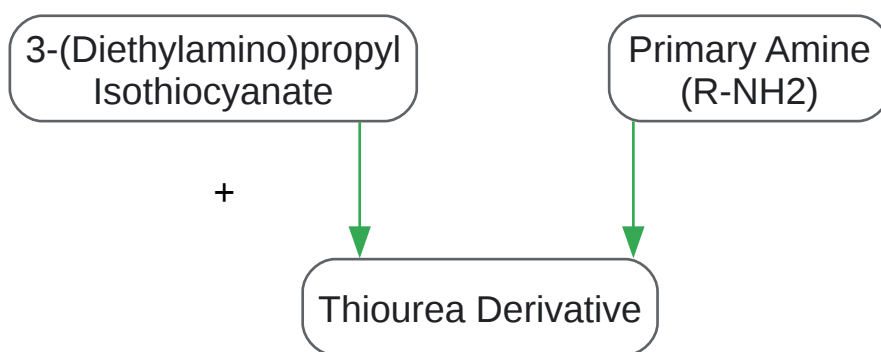 3-(Diethylamino)propyl
Isothiocyanate
Primary Amine
(R-NH2)
+
Thiourea Derivative